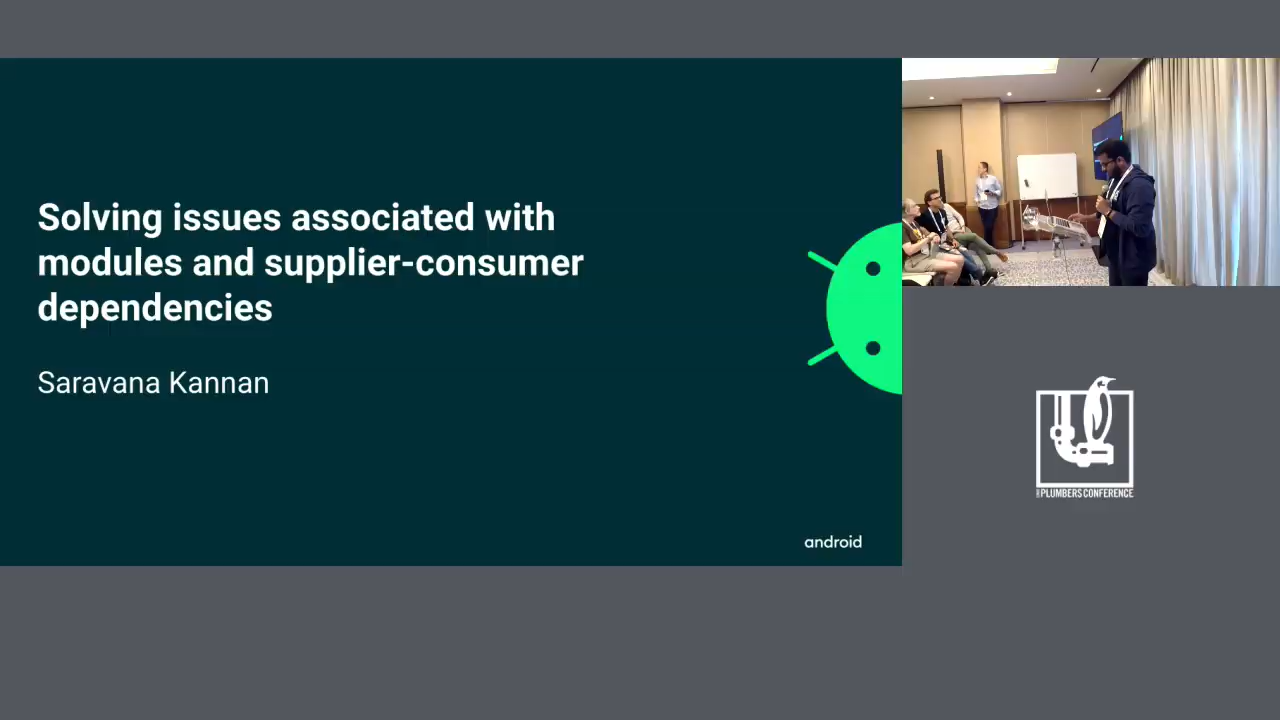 Solving issues associated with
modules and supplier-consumer
dependencies
Saravana Kannan
android
PLUMBERS CONFERENCE